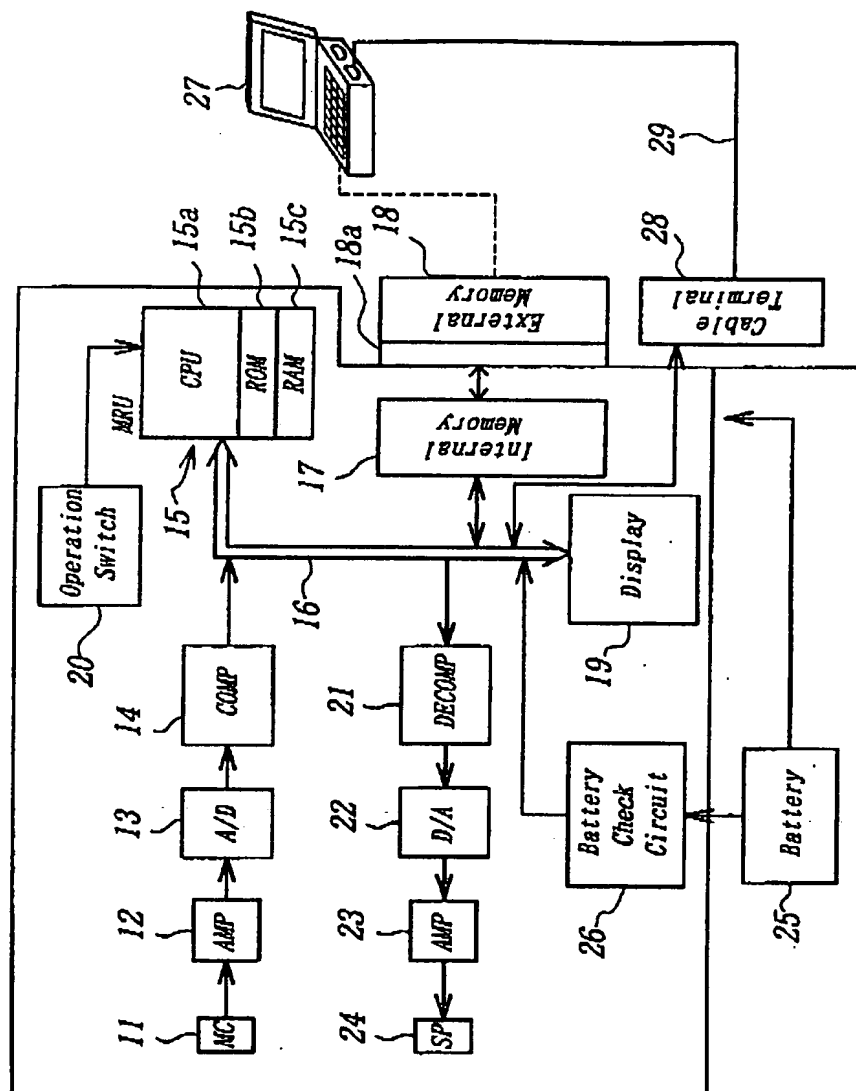 27
15a
15b
15c
18a
18
28
29
CPU
ROM
RAM
MRU
15
External
Memory
Cable
Terminal
Internal
Memory
17
Operation
Switch
20
16
Display
19
14
COMP
DECOMP
21
13
A/D
D/A
22
12
AMP
AMP
23
11
MC
SP
24
Battery
Check
Circuit
26
Battery
25